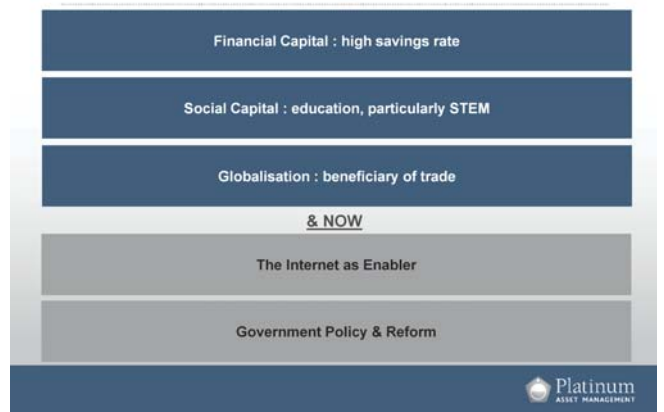 Financial Capital : high savings rate
Social Capital : education, particularly STEM
Globalisation : beneficiary of trade
& NOW
The Internet as Enabler
Government Policy & Reform
Platinum
ASSET MANAGEMENT